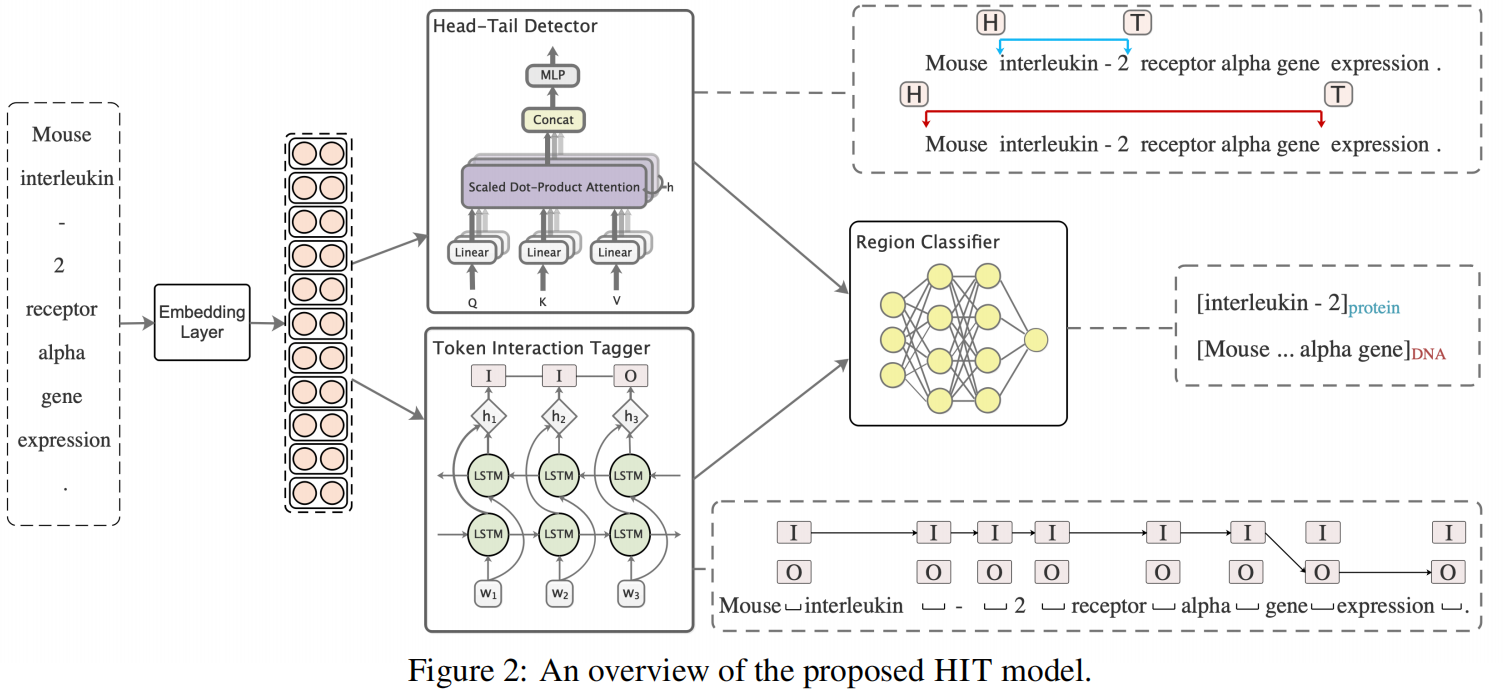 Mouse
interleukin
-
2
receptor
alpha
gene
expression
.
Embedding
Layer
Head-Tail Detector
MLP
Concat
Scaled Dot-Product Attention
h
Linear Linear Linear
Q K V
Token Interaction Tagger
I I O
h1 h2 h3
LSTM LSTM LSTM
LSTM LSTM LSTM
w1 w2 w3
H T
Mouse interleukin - 2 receptor alpha gene expression .
H T
Mouse interleukin - 2 receptor alpha gene expression .
Region Classifier
[interleukin - 2]protein
[Mouse ... alpha gene]DNA
I I I I I I I I
O O O O O O O O
Mouse interleukin - 2 receptor alpha gene expression .
Figure 2: An overview of the proposed HIT model.